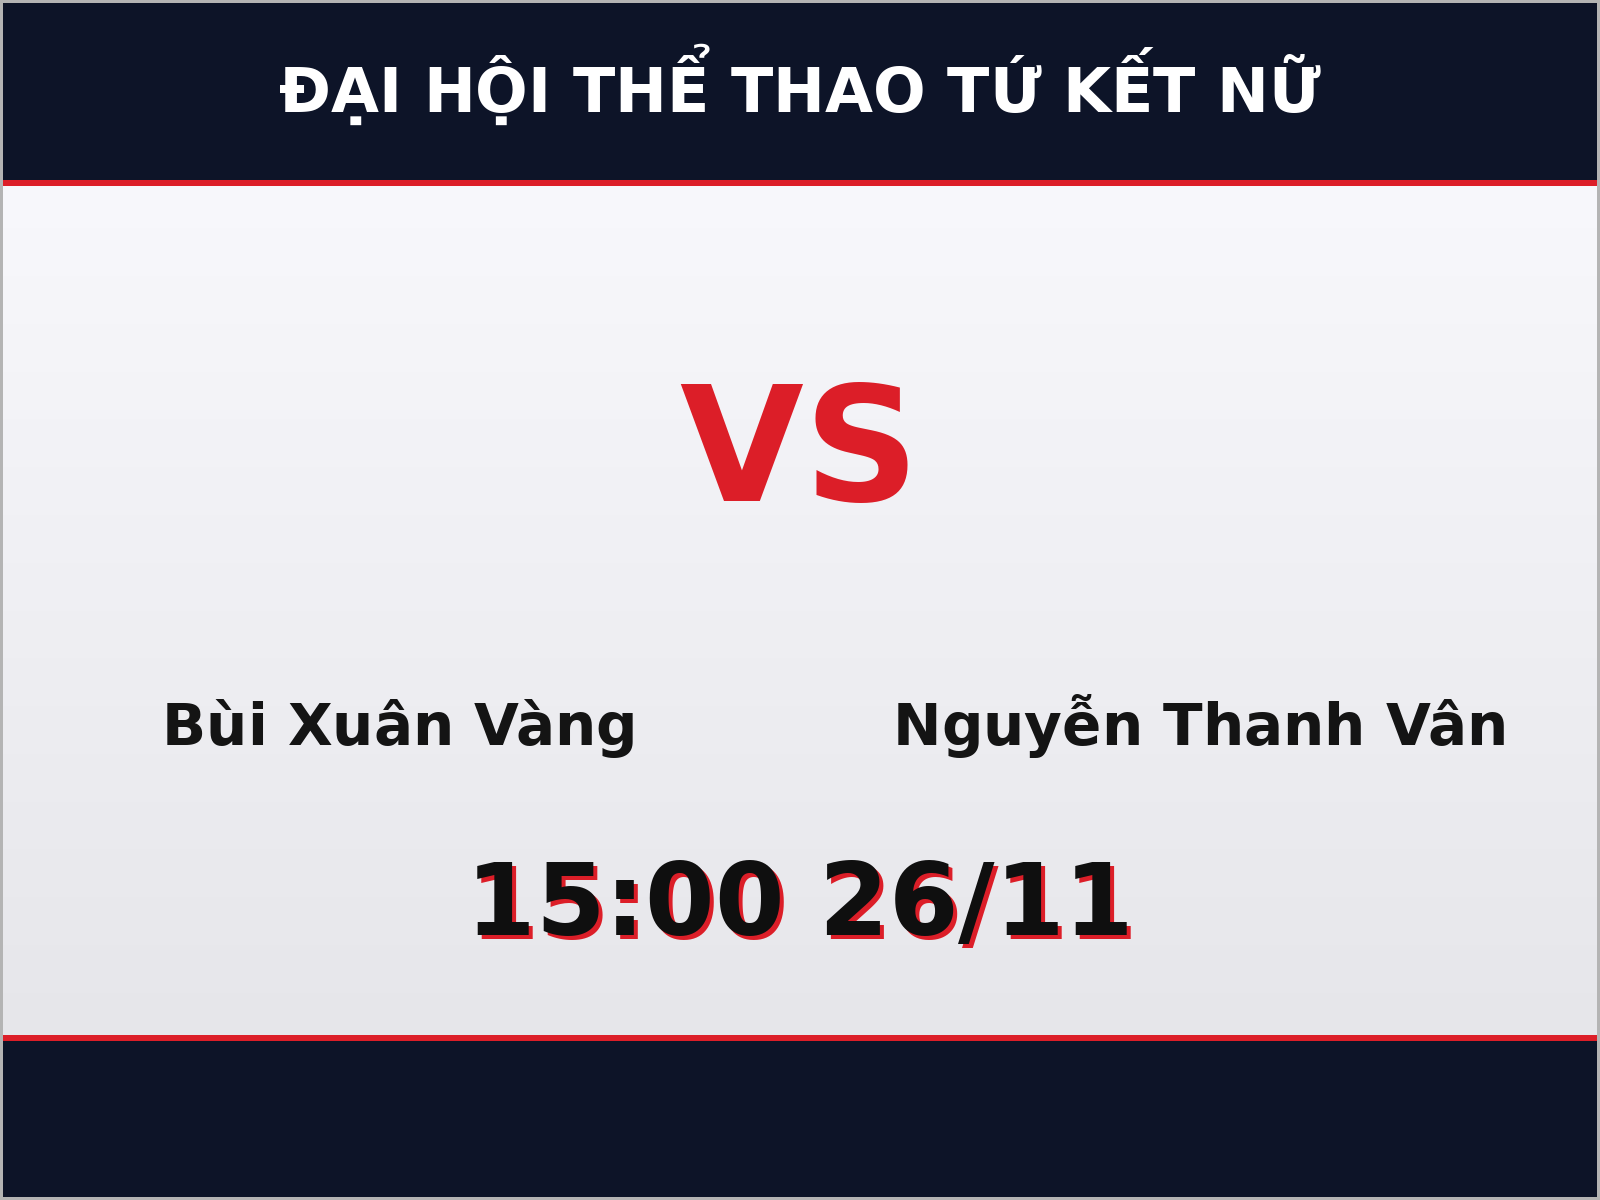 ĐẠI HỘI THỂ THAO TỨ KẾT NỮ
VS
Bùi Xuân Vàng
Nguyễn Thanh Vân
15:00 26/11